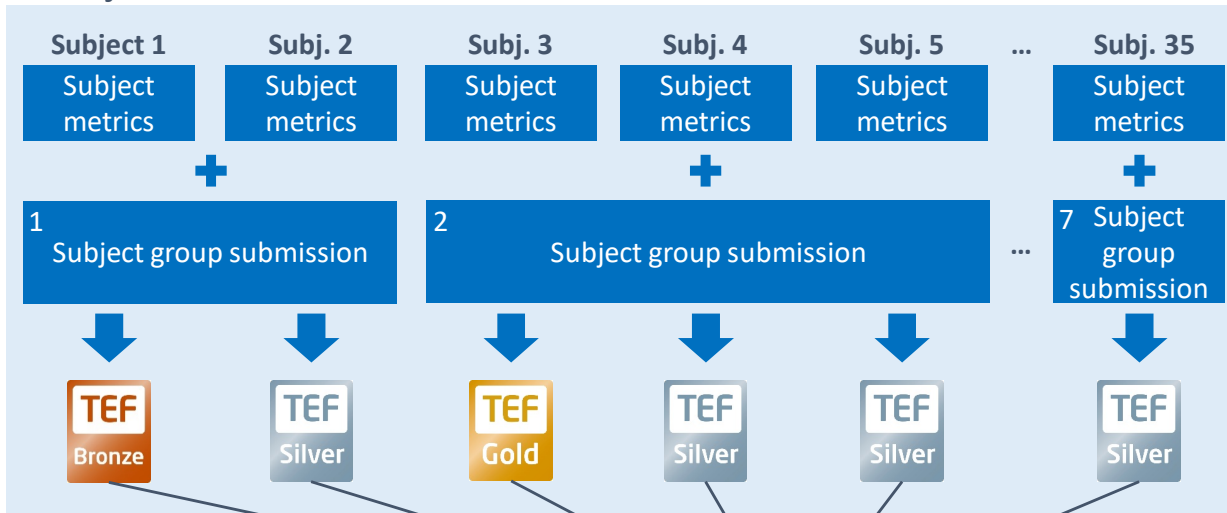 Subject 1 Subj. 2 Subj. 3 Subj. 4 Subj. 5 ... Subj. 35
Subject metrics Subject metrics Subject metrics Subject metrics Subject metrics Subject metrics
1 Subject group submission
2 Subject group submission
...
7 Subject group submission
TEF Bronze
TEF Silver
TEF Gold
TEF Silver
TEF Silver
TEF Silver